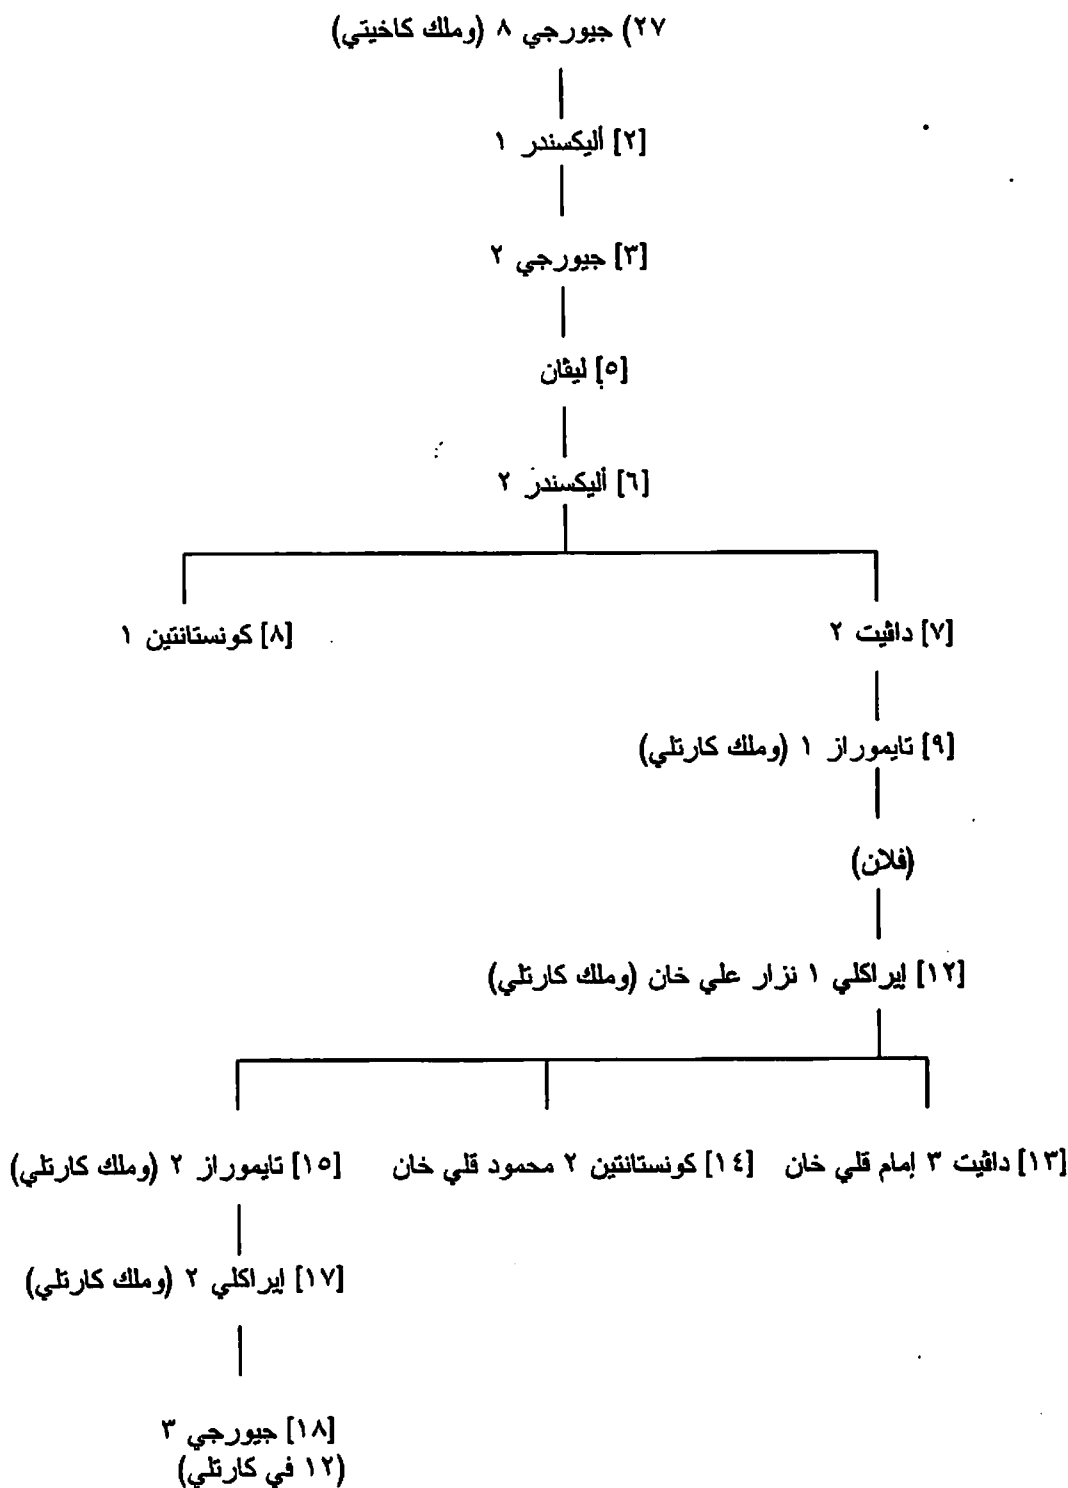 ٢٧) جيورجي ٨ (وملك كاخيتي)
[٢] أليكسندر ١
[٣] جيورجي ٢
[٥] ليڤان
[٦] أليكسندر ٢
[٧] داڤيت ٢
[٨] كونستانتين ١
[٩] تايموراز ١ (وملك كارتلي)
(فلان)
[١٢] إيراكلي ١ نزار علي خان (وملك كارتلي)
[١٣] داڤيت ٣ إمام قلي خان
[١٤] كونستانتين ٢ محمود قلي خان
[١٥] تايموراز ٢ (وملك كارتلي)
[١٧] إيراكلي ٢ (وملك كارتلي)
[١٨] جيورجي ٣
(١٢ في كارتلي)